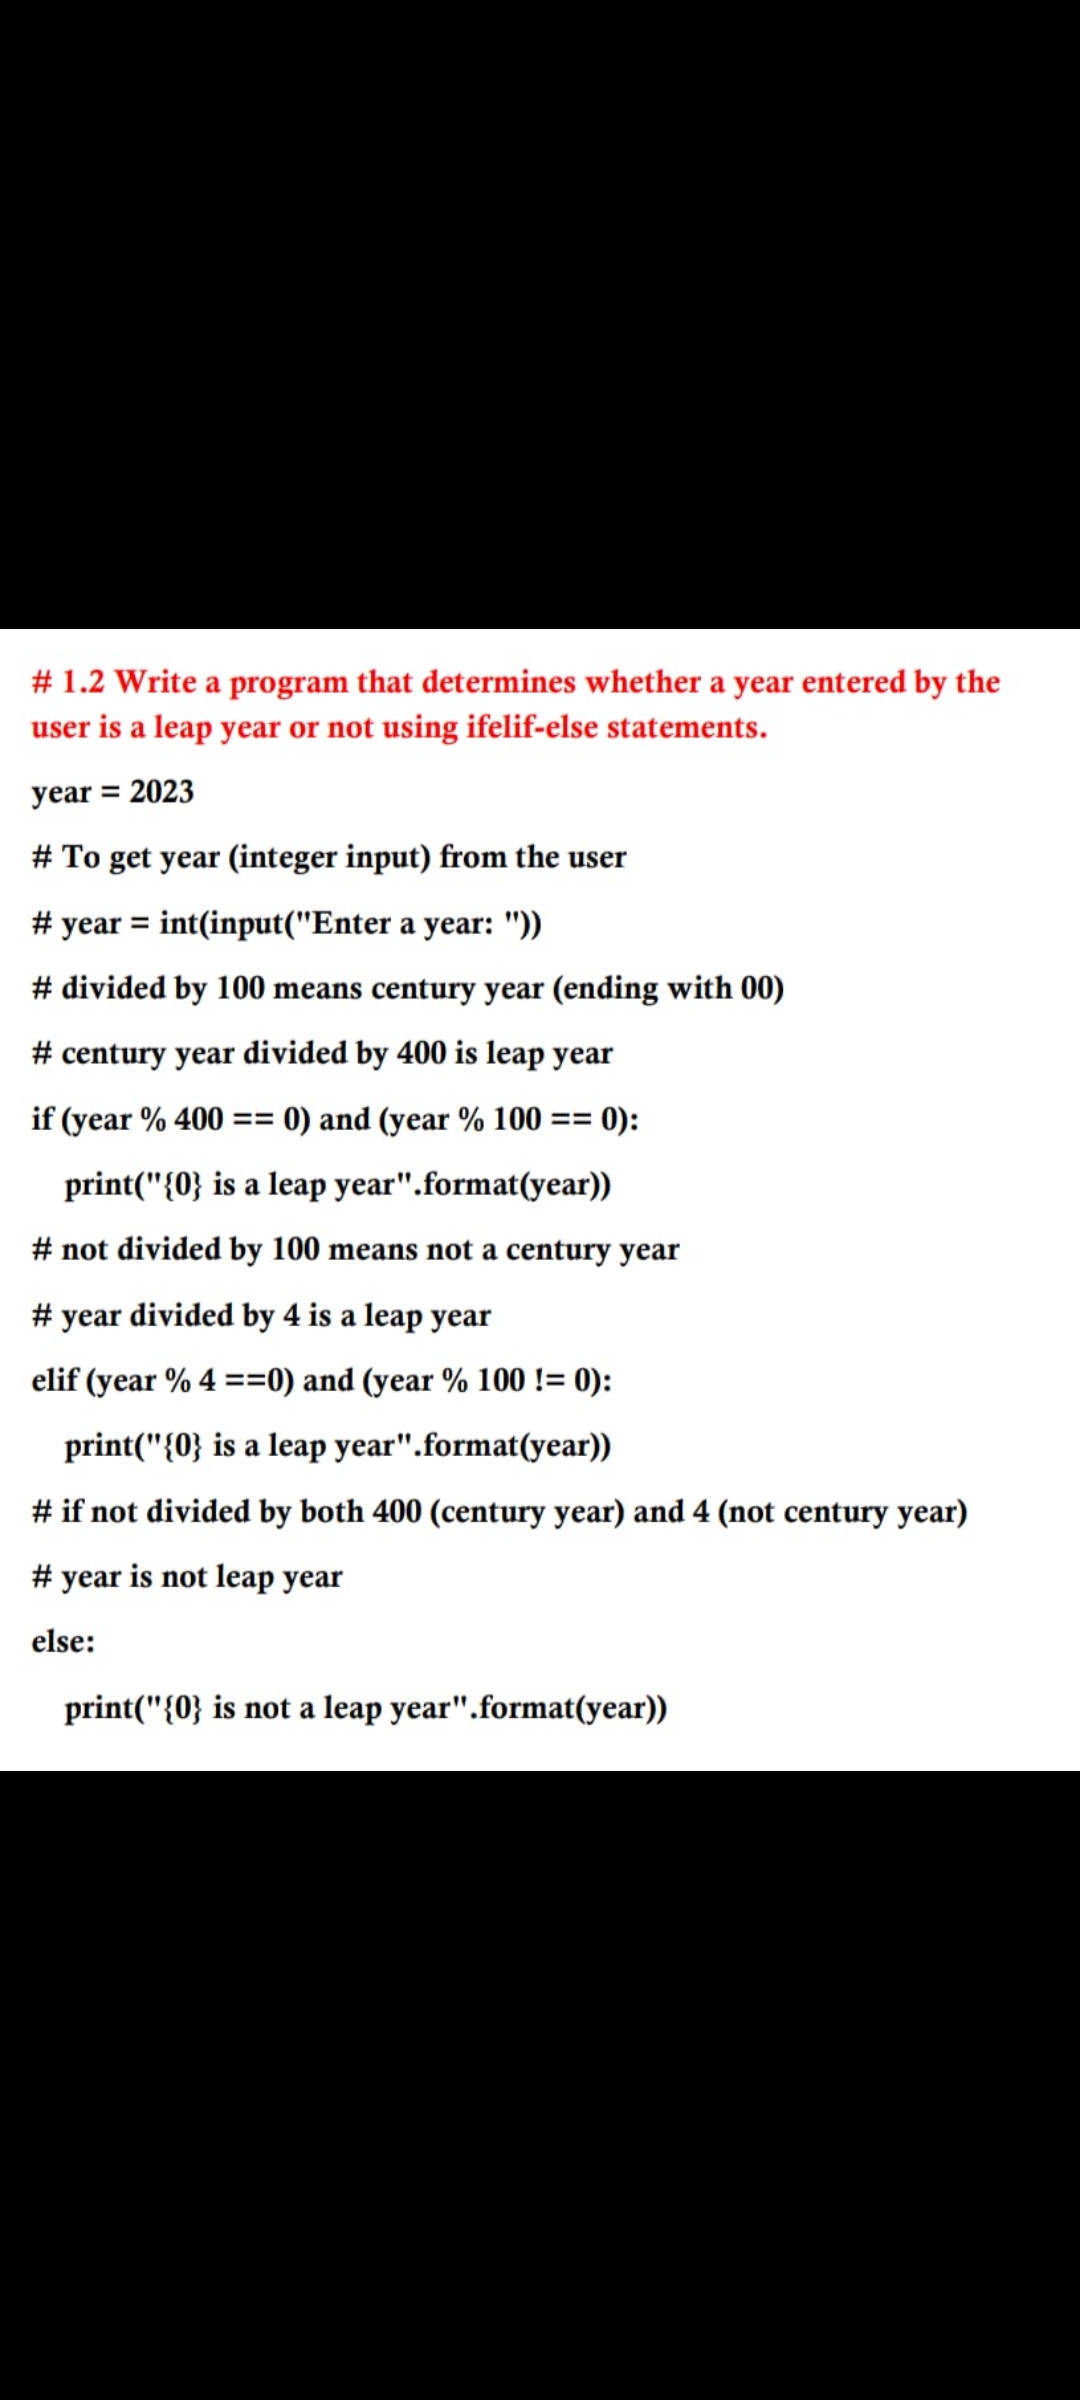 # 1.2 Write a program that determines whether a year entered by the
user is a leap year or not using ifelif-else statements.
year = 2023
# To get year (integer input) from the user
# year = int(input("Enter a year: "))
# divided by 100 means century year (ending with 00)
# century year divided by 400 is leap year
if (year % 400 == 0) and (year % 100 == 0):
print("{0} is a leap year".format(year))
# not divided by 100 means not a century year
# year divided by 4 is a leap year
elif (year % 4 ==0) and (year % 100 != 0):
print("{0} is a leap year".format(year))
# if not divided by both 400 (century year) and 4 (not century year)
# year is not leap year
else:
print("{0} is not a leap year".format(year))